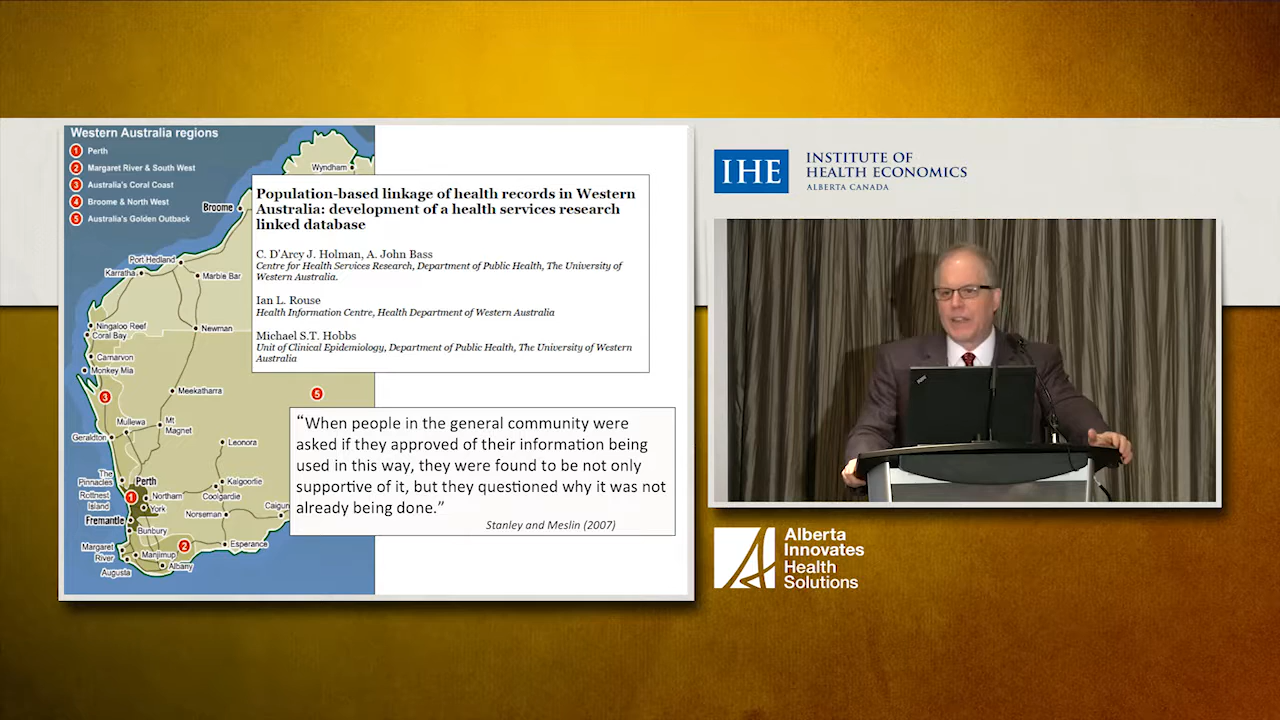 Western Australia regions
1 Perth
2 Margaret River & South West
3 Australia's Coral Coast
4 Broome & North West
5 Australia's Golden Outback
Wyndham
Broome
Port Hedland
Karratha
Marble Bar
Ningaloo Reef
Coral Bay
Newman
Carnarvon
Monkey Mia
Meekatharra
3
5
Mullewa
Mt
Magnet
Geraldton
Leonora
The
Pinnacles
Perth
Kalgoorlie
Rottnest
Island
1
Northam
Coolgardie
York
Norseman
Caigun
Fremantle
Bunbury
Margaret
River
2
Esperance
Manjimup
Augusta
Albany
Population-based linkage of health records in Western
Australia: development of a health services research
linked database
C. D'Arcy J. Holman, A. John Bass
Centre for Health Services Research, Department of Public Health, The University of
Western Australia.
Ian L. Rouse
Health Information Centre, Health Department of Western Australia
Michael S.T. Hobbs
Unit of Clinical Epidemiology, Department of Public Health, The University of Western
Australia
“When people in the general community were
asked if they approved of their information being
used in this way, they were found to be not only
supportive of it, but they questioned why it was not
already being done.”
Stanley and Meslin (2007)
IHE
INSTITUTE OF
HEALTH ECONOMICS
ALBERTA CANADA
Alberta
Innovates
Health
Solutions